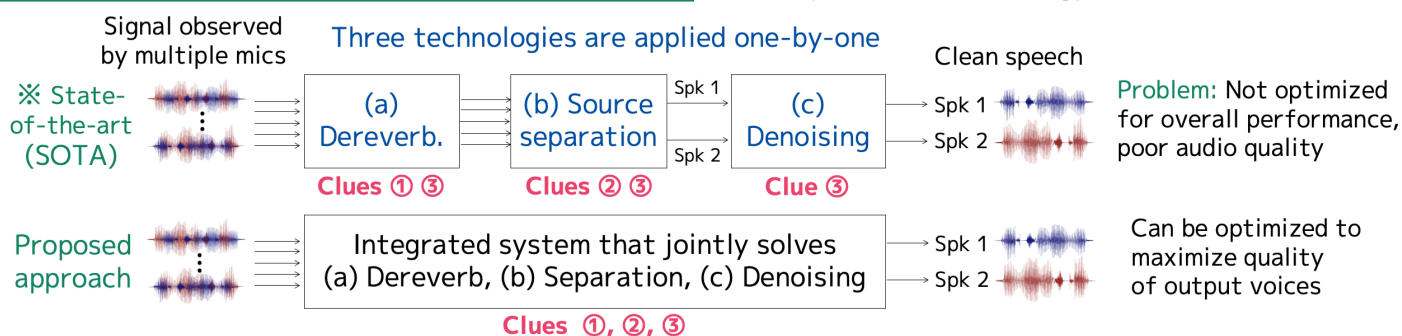 Signal observed
by multiple mics
Three technologies are applied one-by-one
Clean speech
※ State-
of-the-art
(SOTA)
(a)
Dereverb.
(b) Source
separation
Spk 1
Spk 2
(c)
Denoising
Spk 1
Spk 2
Problem: Not optimized
for overall performance,
poor audio quality
Clues ① ③
Clues ② ③
Clue ③
Proposed
approach
Integrated system that jointly solves
(a) Dereverb, (b) Separation, (c) Denoising
Spk 1
Spk 2
Can be optimized to
maximize quality
of output voices
Clues ①, ②, ③